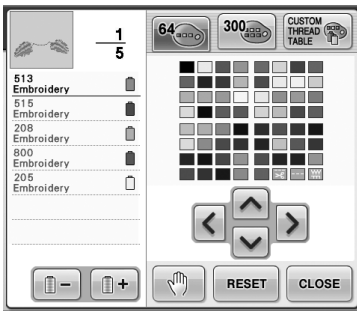 1
5
64
300
CUSTOM
THREAD
TABLE
513
Embroidery
515
Embroidery
208
Embroidery
800
Embroidery
205
Embroidery
RESET
CLOSE